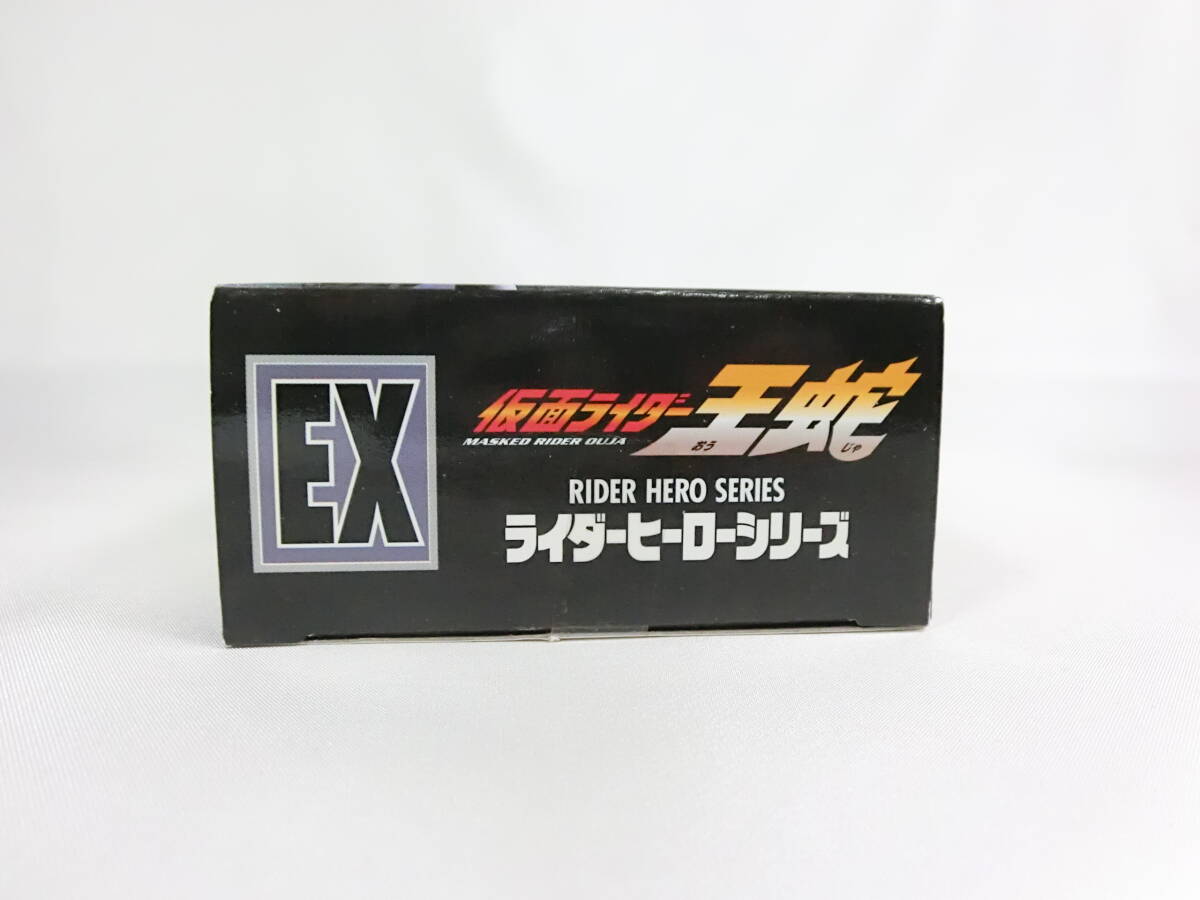 EX
仮面ライダー王蛇
おうじゃ
MASKED RIDER OUJA
RIDER HERO SERIES
ライダーヒーローシリーズ